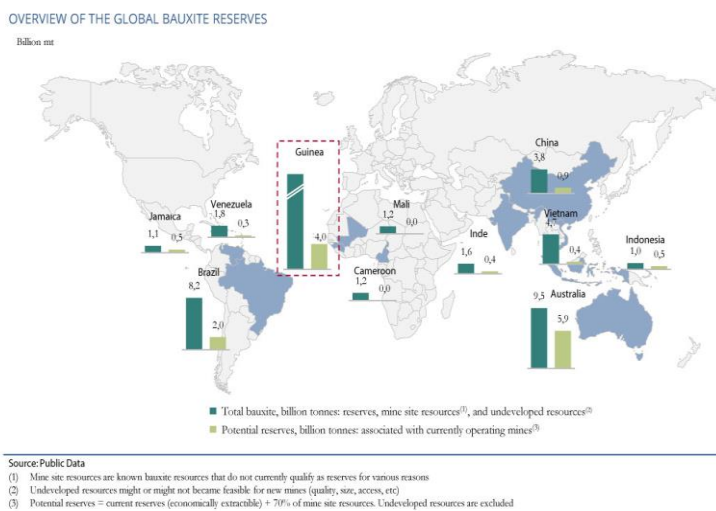 OVERVIEW OF THE GLOBAL BAUXITE RESERVES
Billion mt
Guinea
4,0
Jamaica
1,1
0,5
Venezuela
1,8
0,3
Brazil
8,2
2,0
Mali
1,2
0,0
Cameroon
1,2
0,0
Inde
1,6
0,4
China
3,8
0,9
Vietnam
0,4
Indonesia
1,0
0,5
Australia
9,5
5,9
Total bauxite, billion tonnes: reserves, mine site resources(1), and undeveloped resources(2)
Potential reserves, billion tonnes: associated with currently operating mines(3)
Source: Public Data
(1) Mine site resources are known bauxite resources that do not currently qualify as reserves for various reasons
(2) Undeveloped resources might or might not became feasible for new mines (quality, size, access, etc)
(3) Potential reserves = current reserves (economically extractible) + 70% of mine site resources. Undeveloped resources are excluded